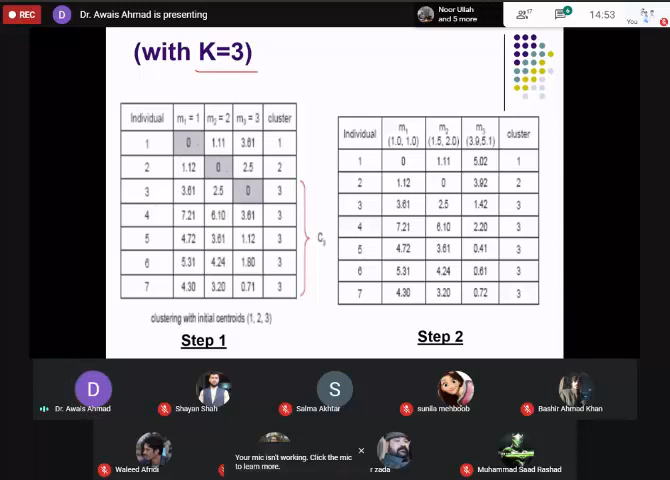 REC
D
Dr. Awais Ahmad is presenting
Noor Ullah
and 5 more
17
4
14:53
You
(with K=3)
Individual m₁ = 1 m₂ = 2 m₃ = 3 cluster
1 0 1.11 3.61 1
2 1.12 0 2.5 2
3 3.61 2.5 0 3
4 7.21 6.10 3.61 3
5 4.72 3.61 1.12 3
6 5.31 4.24 1.80 3
7 4.30 3.20 0.71 3
C₃
clustering with initial centroids (1, 2, 3)
Step 1
Individual m₁ (1.0, 1.0) m₂ (1.5, 2.0) m₃ (3.9,5.1) cluster
1 0 1.11 5.02 1
2 1.12 0 3.92 2
3 3.61 2.5 1.42 3
4 7.21 6.10 2.20 3
5 4.72 3.61 0.41 3
6 5.31 4.24 0.61 3
7 4.30 3.20 0.72 3
Step 2
D
S
Dr. Awais Ahmad
Shayan Shah
Salma Akhtar
sunila mehboob
Bashir Ahmad Khan
Waleed Afridi
Your mic isn't working. Click the mic
to learn more.
r zada
Muhammad Saad Rashad